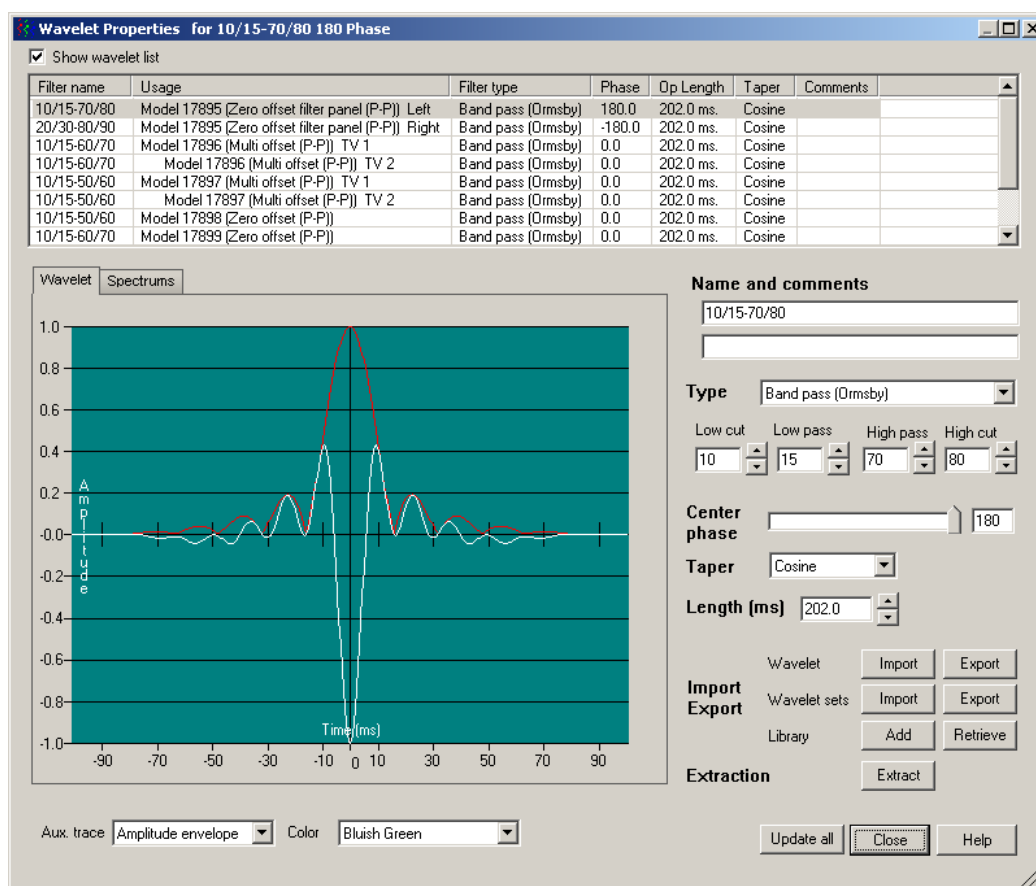 Wavelet Properties for 10/15-70/80 180 Phase
Show wavelet list
Filter name Usage Filter type Phase Op Length Taper Comments
10/15-70/80 Model 17895 (Zero offset filter panel (P-P)) Left Band pass (Ormsby) 180.0 202.0 ms. Cosine
20/30-80/90 Model 17895 (Zero offset filter panel (P-P)) Right Band pass (Ormsby) -180.0 202.0 ms. Cosine
10/15-60/70 Model 17896 (Multi offset (P-P)) TV 1 Band pass (Ormsby) 0.0 202.0 ms. Cosine
10/15-60/70 Model 17896 (Multi offset (P-P)) TV 2 Band pass (Ormsby) 0.0 202.0 ms. Cosine
10/15-50/60 Model 17897 (Multi offset (P-P)) TV 1 Band pass (Ormsby) 0.0 202.0 ms. Cosine
10/15-50/60 Model 17897 (Multi offset (P-P)) TV 2 Band pass (Ormsby) 0.0 202.0 ms. Cosine
10/15-50/60 Model 17898 (Zero offset (P-P)) Band pass (Ormsby) 0.0 202.0 ms. Cosine
10/15-60/70 Model 17899 (Zero offset (P-P)) Band pass (Ormsby) 0.0 202.0 ms. Cosine
Wavelet Spectrums
1.0
0.8
0.6
0.4
0.2
-0.0
-0.2
-0.4
-0.6
-0.8
-1.0
Amplitude
Time (ms)
-90 -70 -50 -30 -10 0 10 30 50 70 90
Name and comments
10/15-70/80
Type Band pass (Ormsby)
Low cut Low pass High pass High cut
10 15 70 80
Center phase 180
Taper Cosine
Length (ms) 202.0
Import Export
Wavelet Import Export
Wavelet sets Import Export
Library Add Retrieve
Extraction Extract
Aux. trace Amplitude envelope Color Bluish Green
Update all Close Help